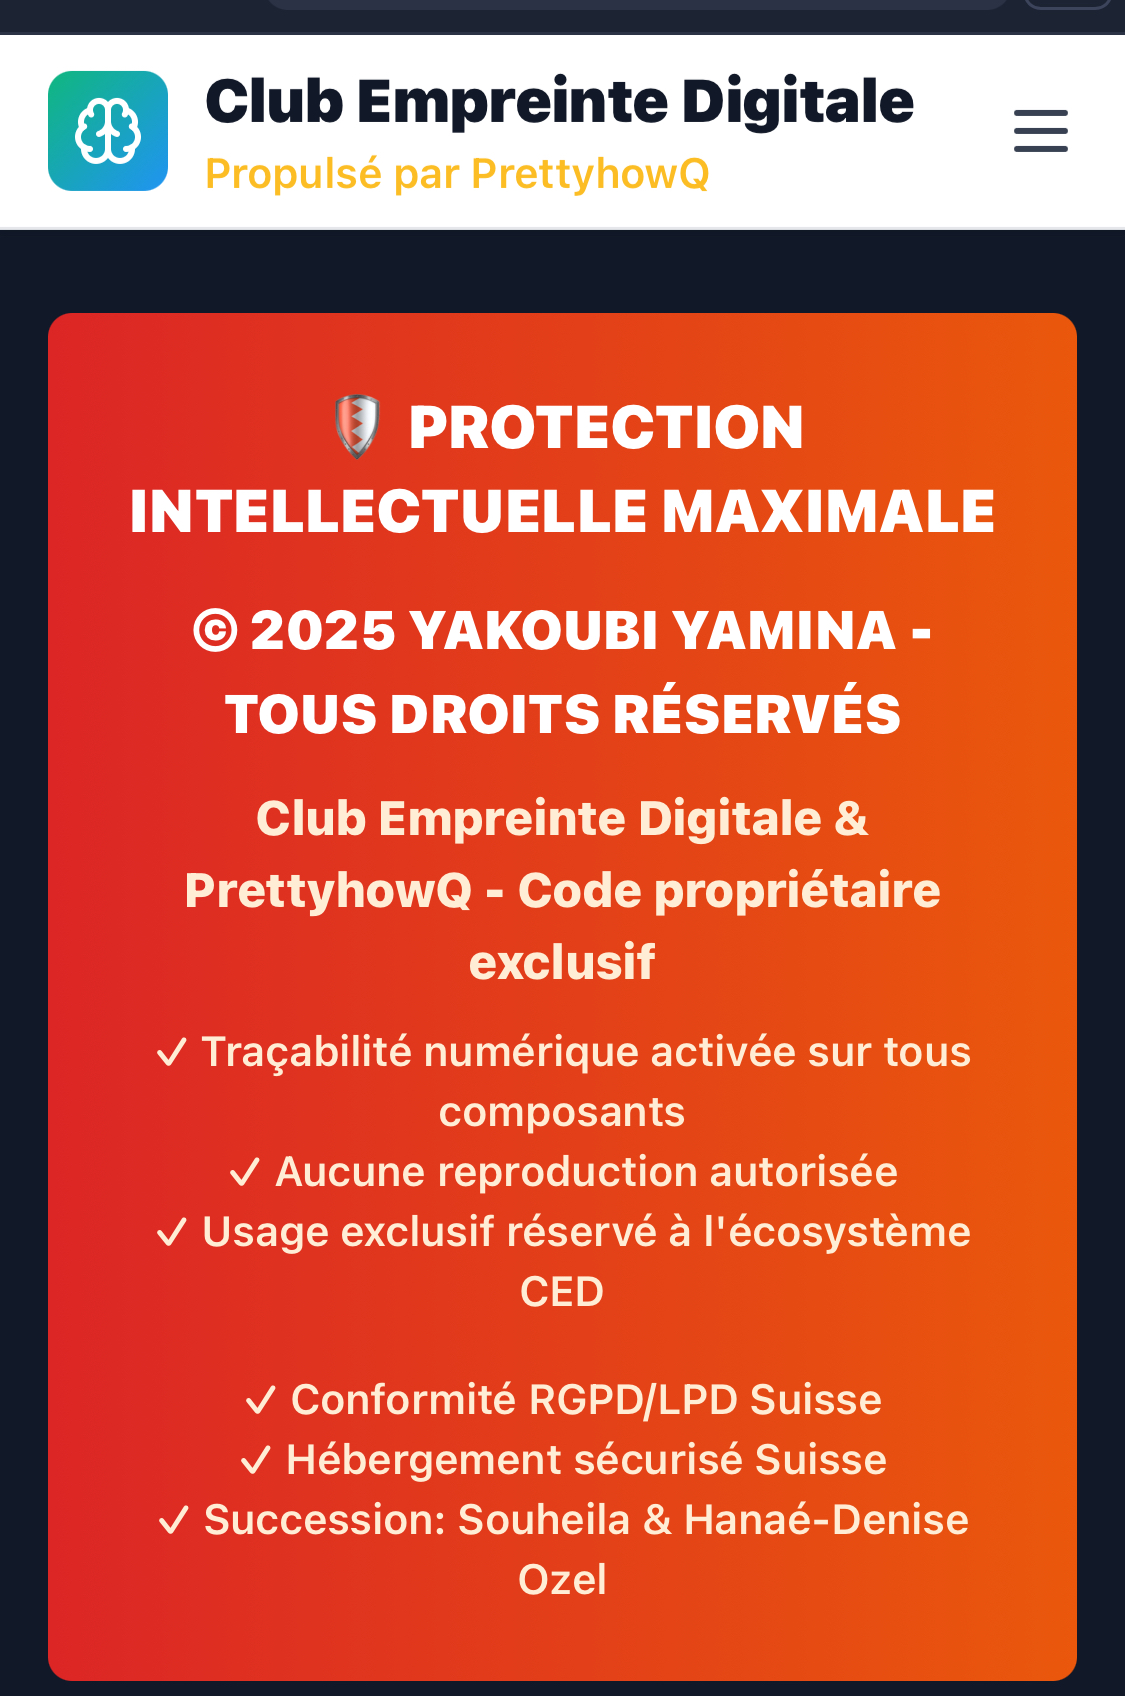 Club Empreinte Digitale
Propulsé par PrettyhowQ
🛡️ PROTECTION
INTELLECTUELLE MAXIMALE
© 2025 YAKOUBI YAMINA -
TOUS DROITS RÉSERVÉS
Club Empreinte Digitale &
PrettyhowQ - Code propriétaire
exclusif
✓ Traçabilité numérique activée sur tous
composants
✓ Aucune reproduction autorisée
✓ Usage exclusif réservé à l'écosystème
CED
✓ Conformité RGPD/LPD Suisse
✓ Hébergement sécurisé Suisse
✓ Succession: Souheila & Hanaé-Denise
Ozel